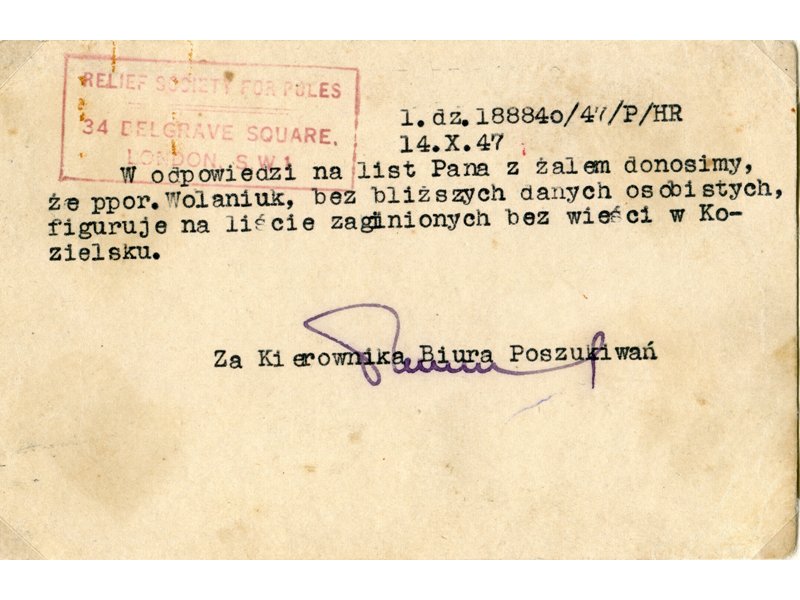 RELIEF SOCIETY FOR POLES
34 BELGRAVE SQUARE,
LONDON, S.W.1
l.dz.188840/47/P/HR
14.X.47
W odpowiedzi na list Pana z żalem donosimy,
że ppor.Wolaniuk, bez bliższych danych osobistych,
figuruje na liście zaginionych bez wieści w Ko-
zielsku.
Za Kierownika Biura Poszukiwań